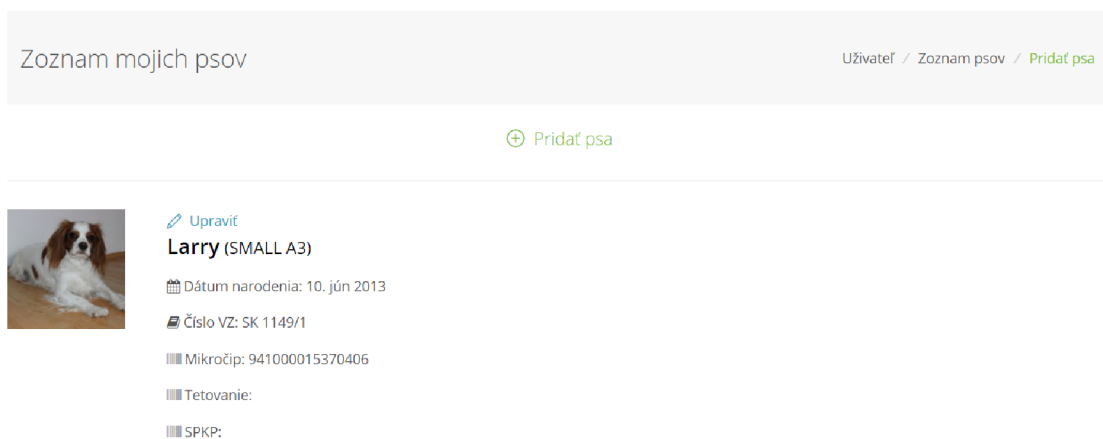 Zoznam mojich psov
Užívateľ / Zoznam psov / Pridať psa
Pridať psa
Upraviť
Larry (SMALL A3)
Dátum narodenia: 10. jún 2013
Číslo VZ: SK 1149/1
Mikročip: 941000015370406
Tetovanie:
SPKP: